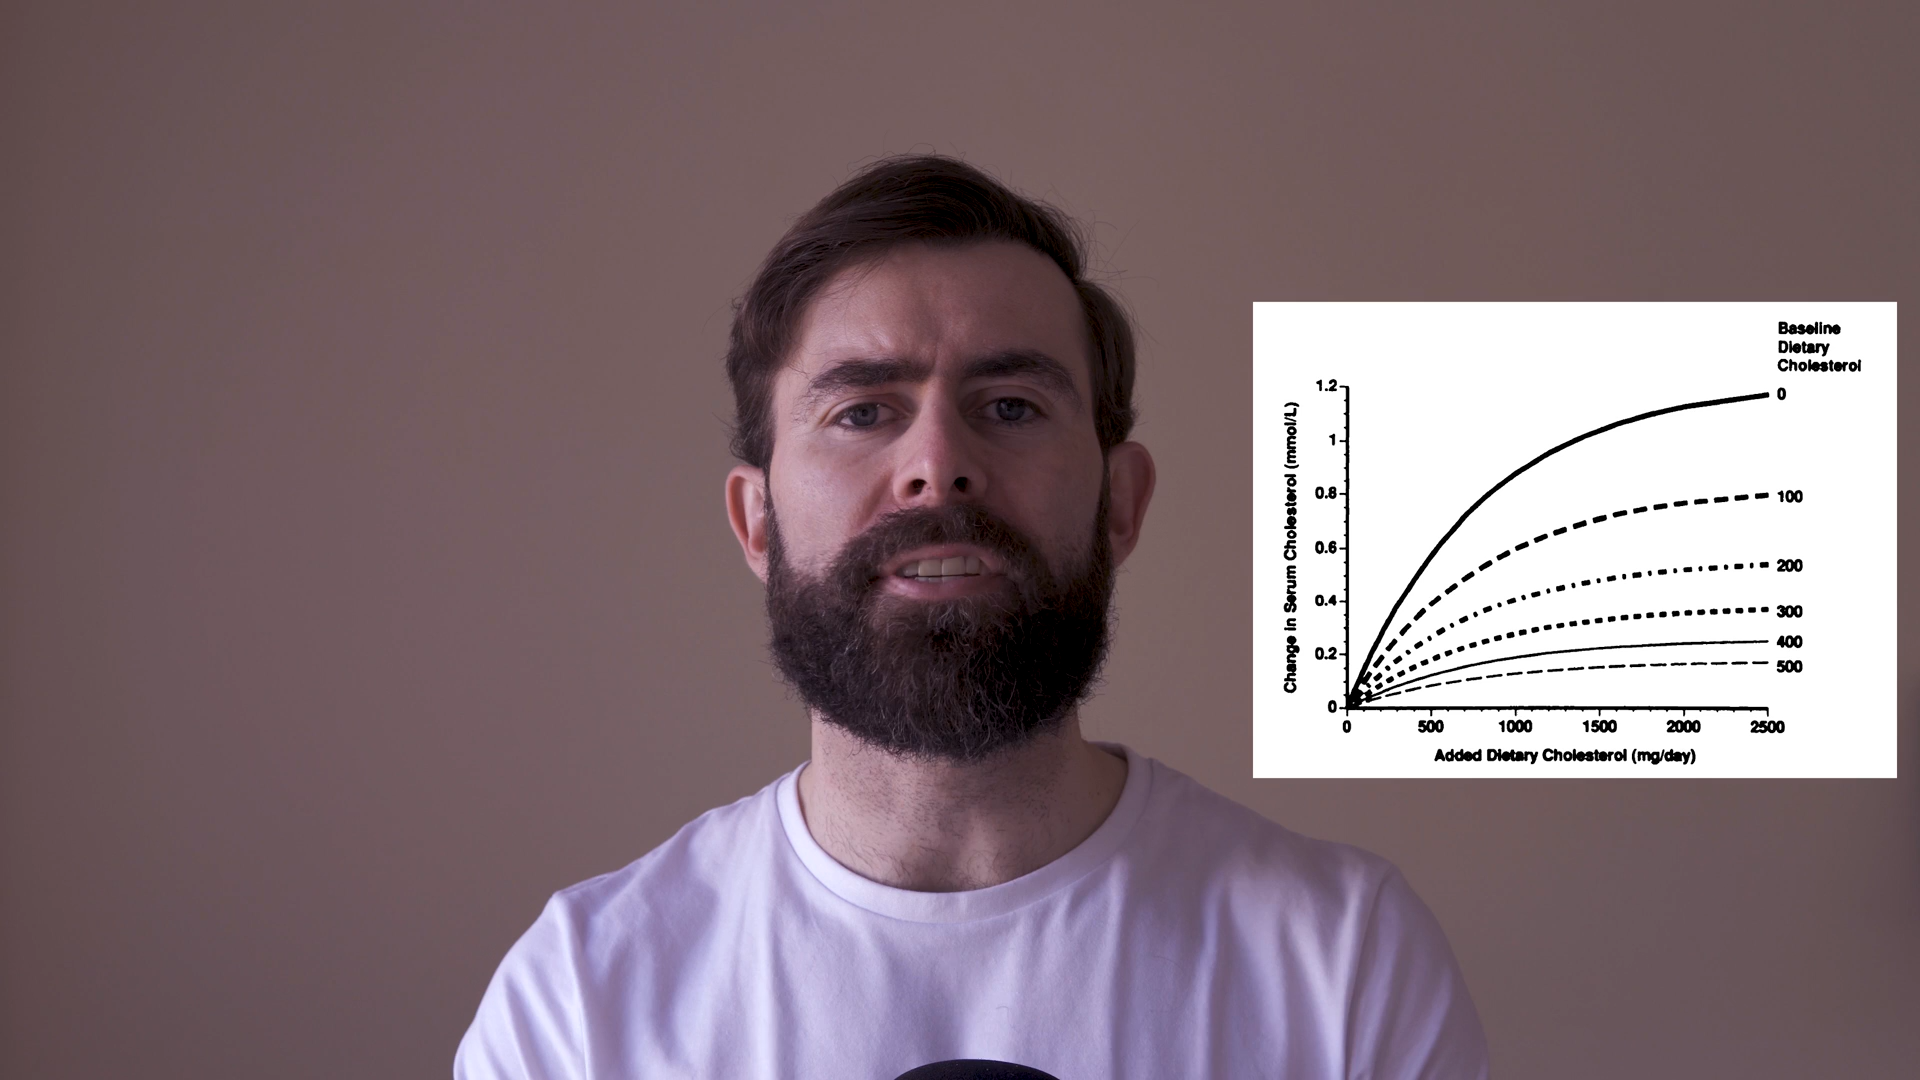 Baseline
Dietary
Cholesterol
1.2
1
0.8
0.6
0.4
0.2
0
Change in Serum Cholesterol (mmol/L)
0
100
200
300
400
500
0 500 1000 1500 2000 2500
Added Dietary Cholesterol (mg/day)